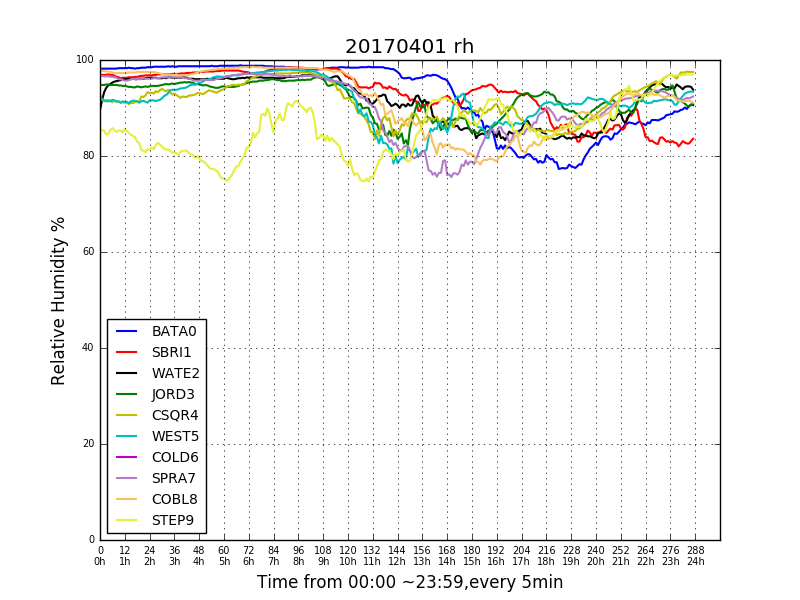 20170401 rh
Relative Humidity %
100
80
60
40
20
0
BATA0
SBRI1
WATE2
JORD3
CSQR4
WEST5
COLD6
SPRA7
COBL8
STEP9
0 12 24 36 48 60 72 84 96 108 120 132 144 156 168 180 192 204 216 228 240 252 264 276 288
0h 1h 2h 3h 4h 5h 6h 7h 8h 9h 10h 11h 12h 13h 14h 15h 16h 17h 18h 19h 20h 21h 22h 23h 24h
Time from 00:00 ~23:59,every 5min